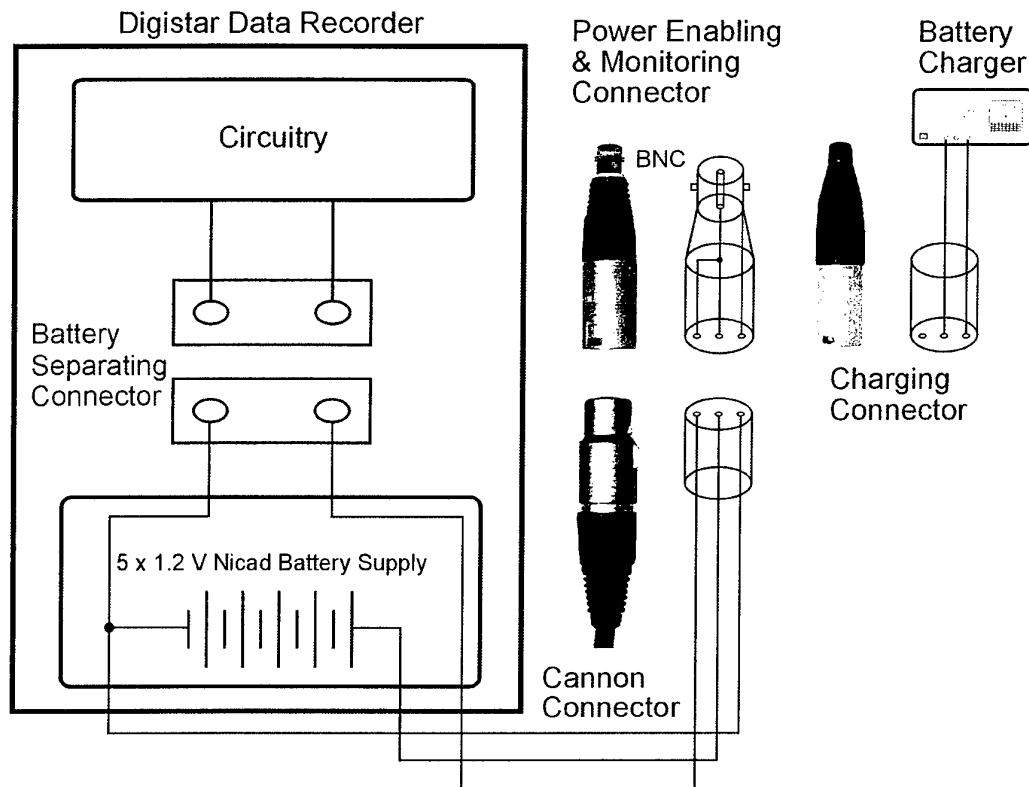 Digistar Data Recorder
Circuitry
Battery
Separating
Connector
5 x 1.2 V Nicad Battery Supply
Power Enabling
& Monitoring
Connector
BNC
Battery
Charger
Charging
Connector
Cannon
Connector